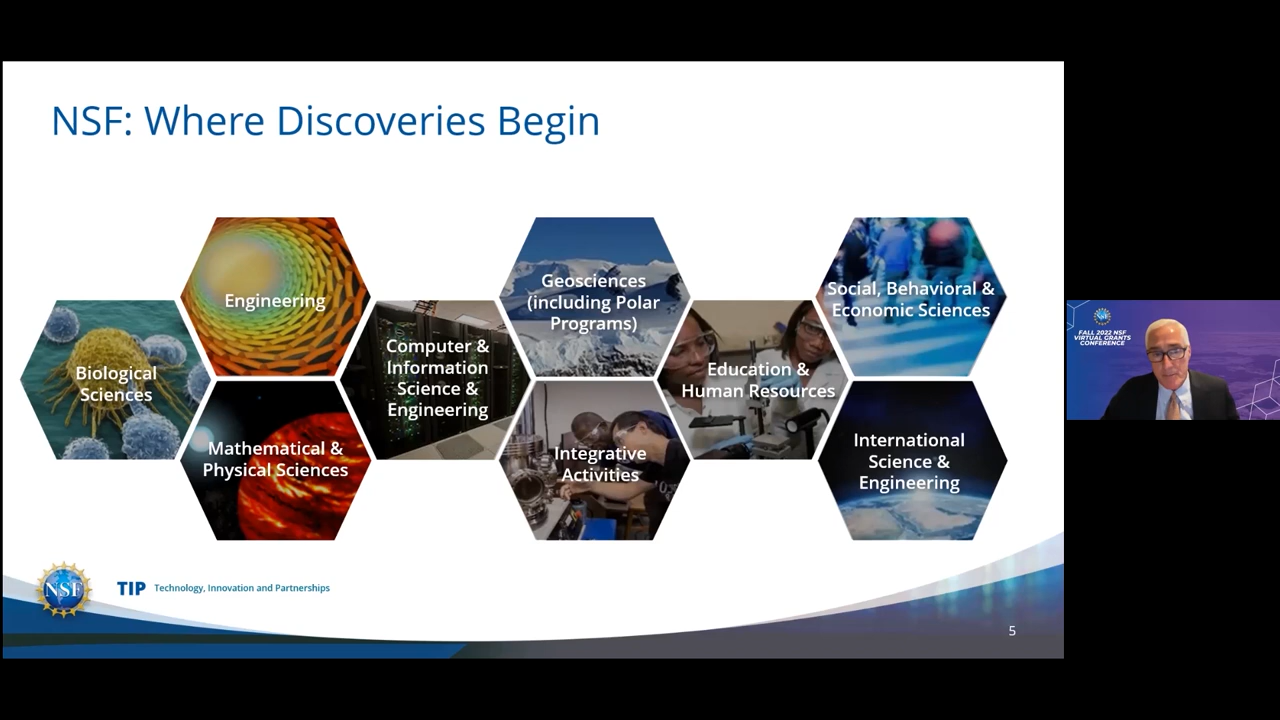 NSF: Where Discoveries Begin
Engineering
Geosciences
(including Polar
Programs)
Social, Behavioral &
Economic Sciences
Biological
Sciences
Computer &
Information
Science &
Engineering
Education &
Human Resources
Mathematical &
Physical Sciences
Integrative
Activities
International
Science &
Engineering
NSF
TIP Technology, Innovation and Partnerships
5
FALL 2022 NSF
VIRTUAL GRANTS
CONFERENCE